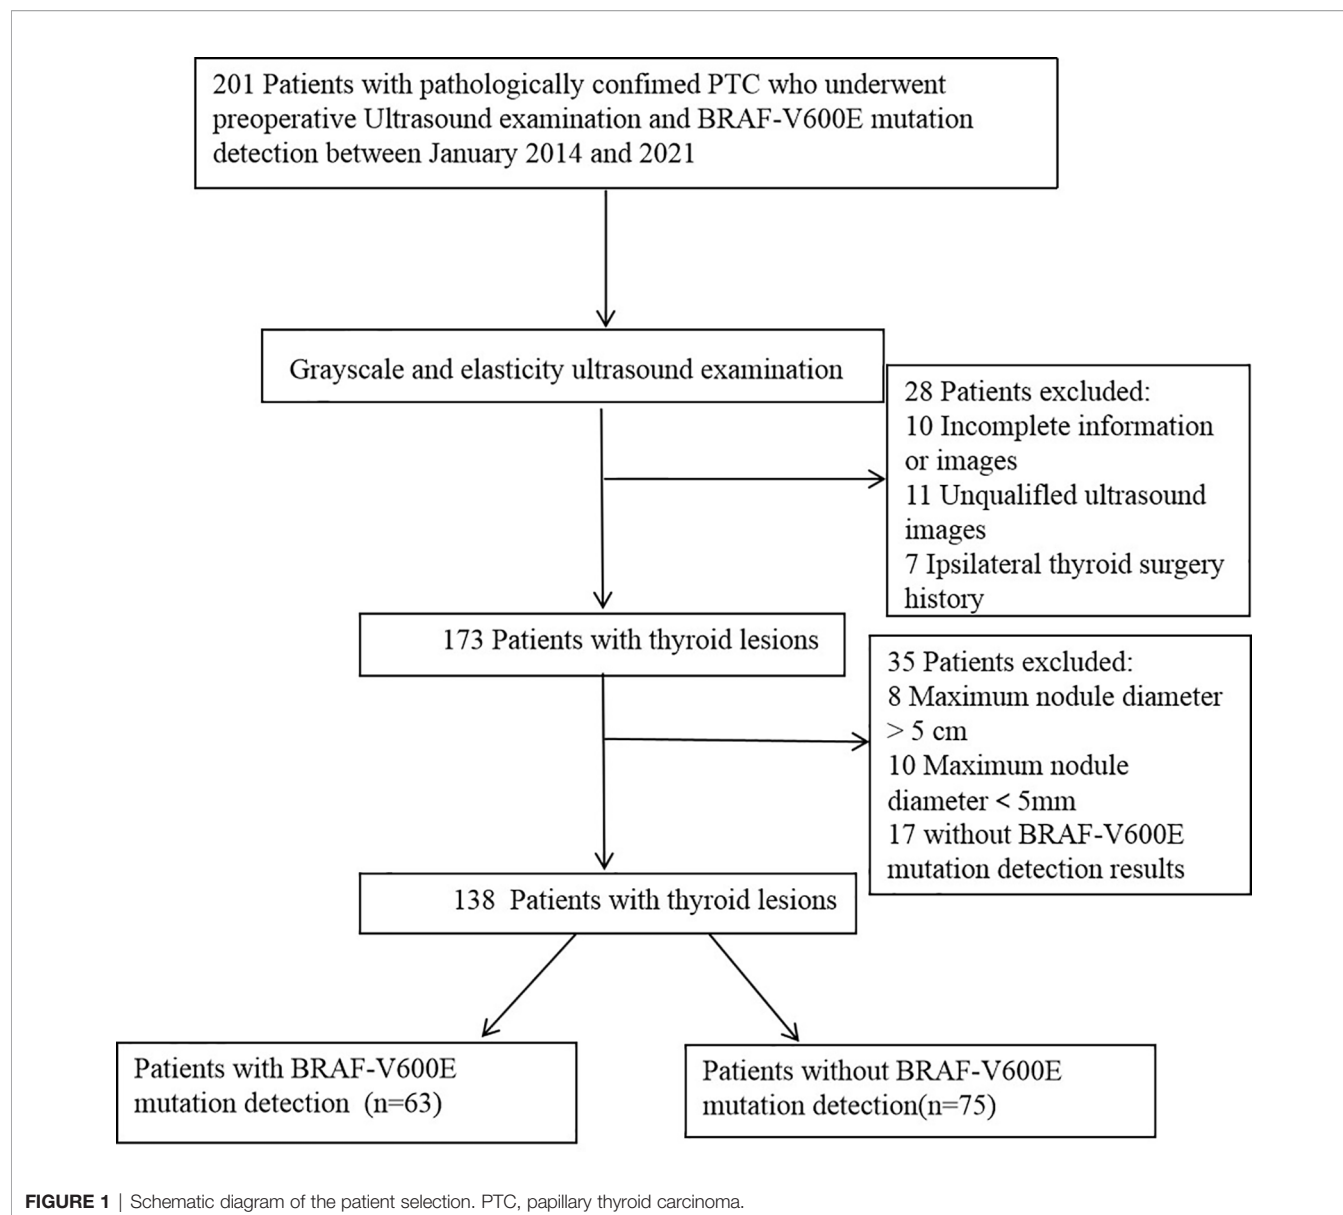 201 Patients with pathologically confimed PTC who underwent
preoperative Ultrasound examination and BRAF-V600E mutation
detection between January 2014 and 2021
Grayscale and elasticity ultrasound examination
28 Patients excluded:
10 Incomplete information
or images
11 Unqualifled ultrasound
images
7 Ipsilateral thyroid surgery
history
173 Patients with thyroid lesions
35 Patients excluded:
8 Maximum nodule diameter
> 5 cm
10 Maximum nodule
diameter < 5mm
17 without BRAF-V600E
mutation detection results
138 Patients with thyroid lesions
Patients with BRAF-V600E
mutation detection (n=63)
Patients without BRAF-V600E
mutation detection(n=75)
FIGURE 1 | Schematic diagram of the patient selection. PTC, papillary thyroid carcinoma.